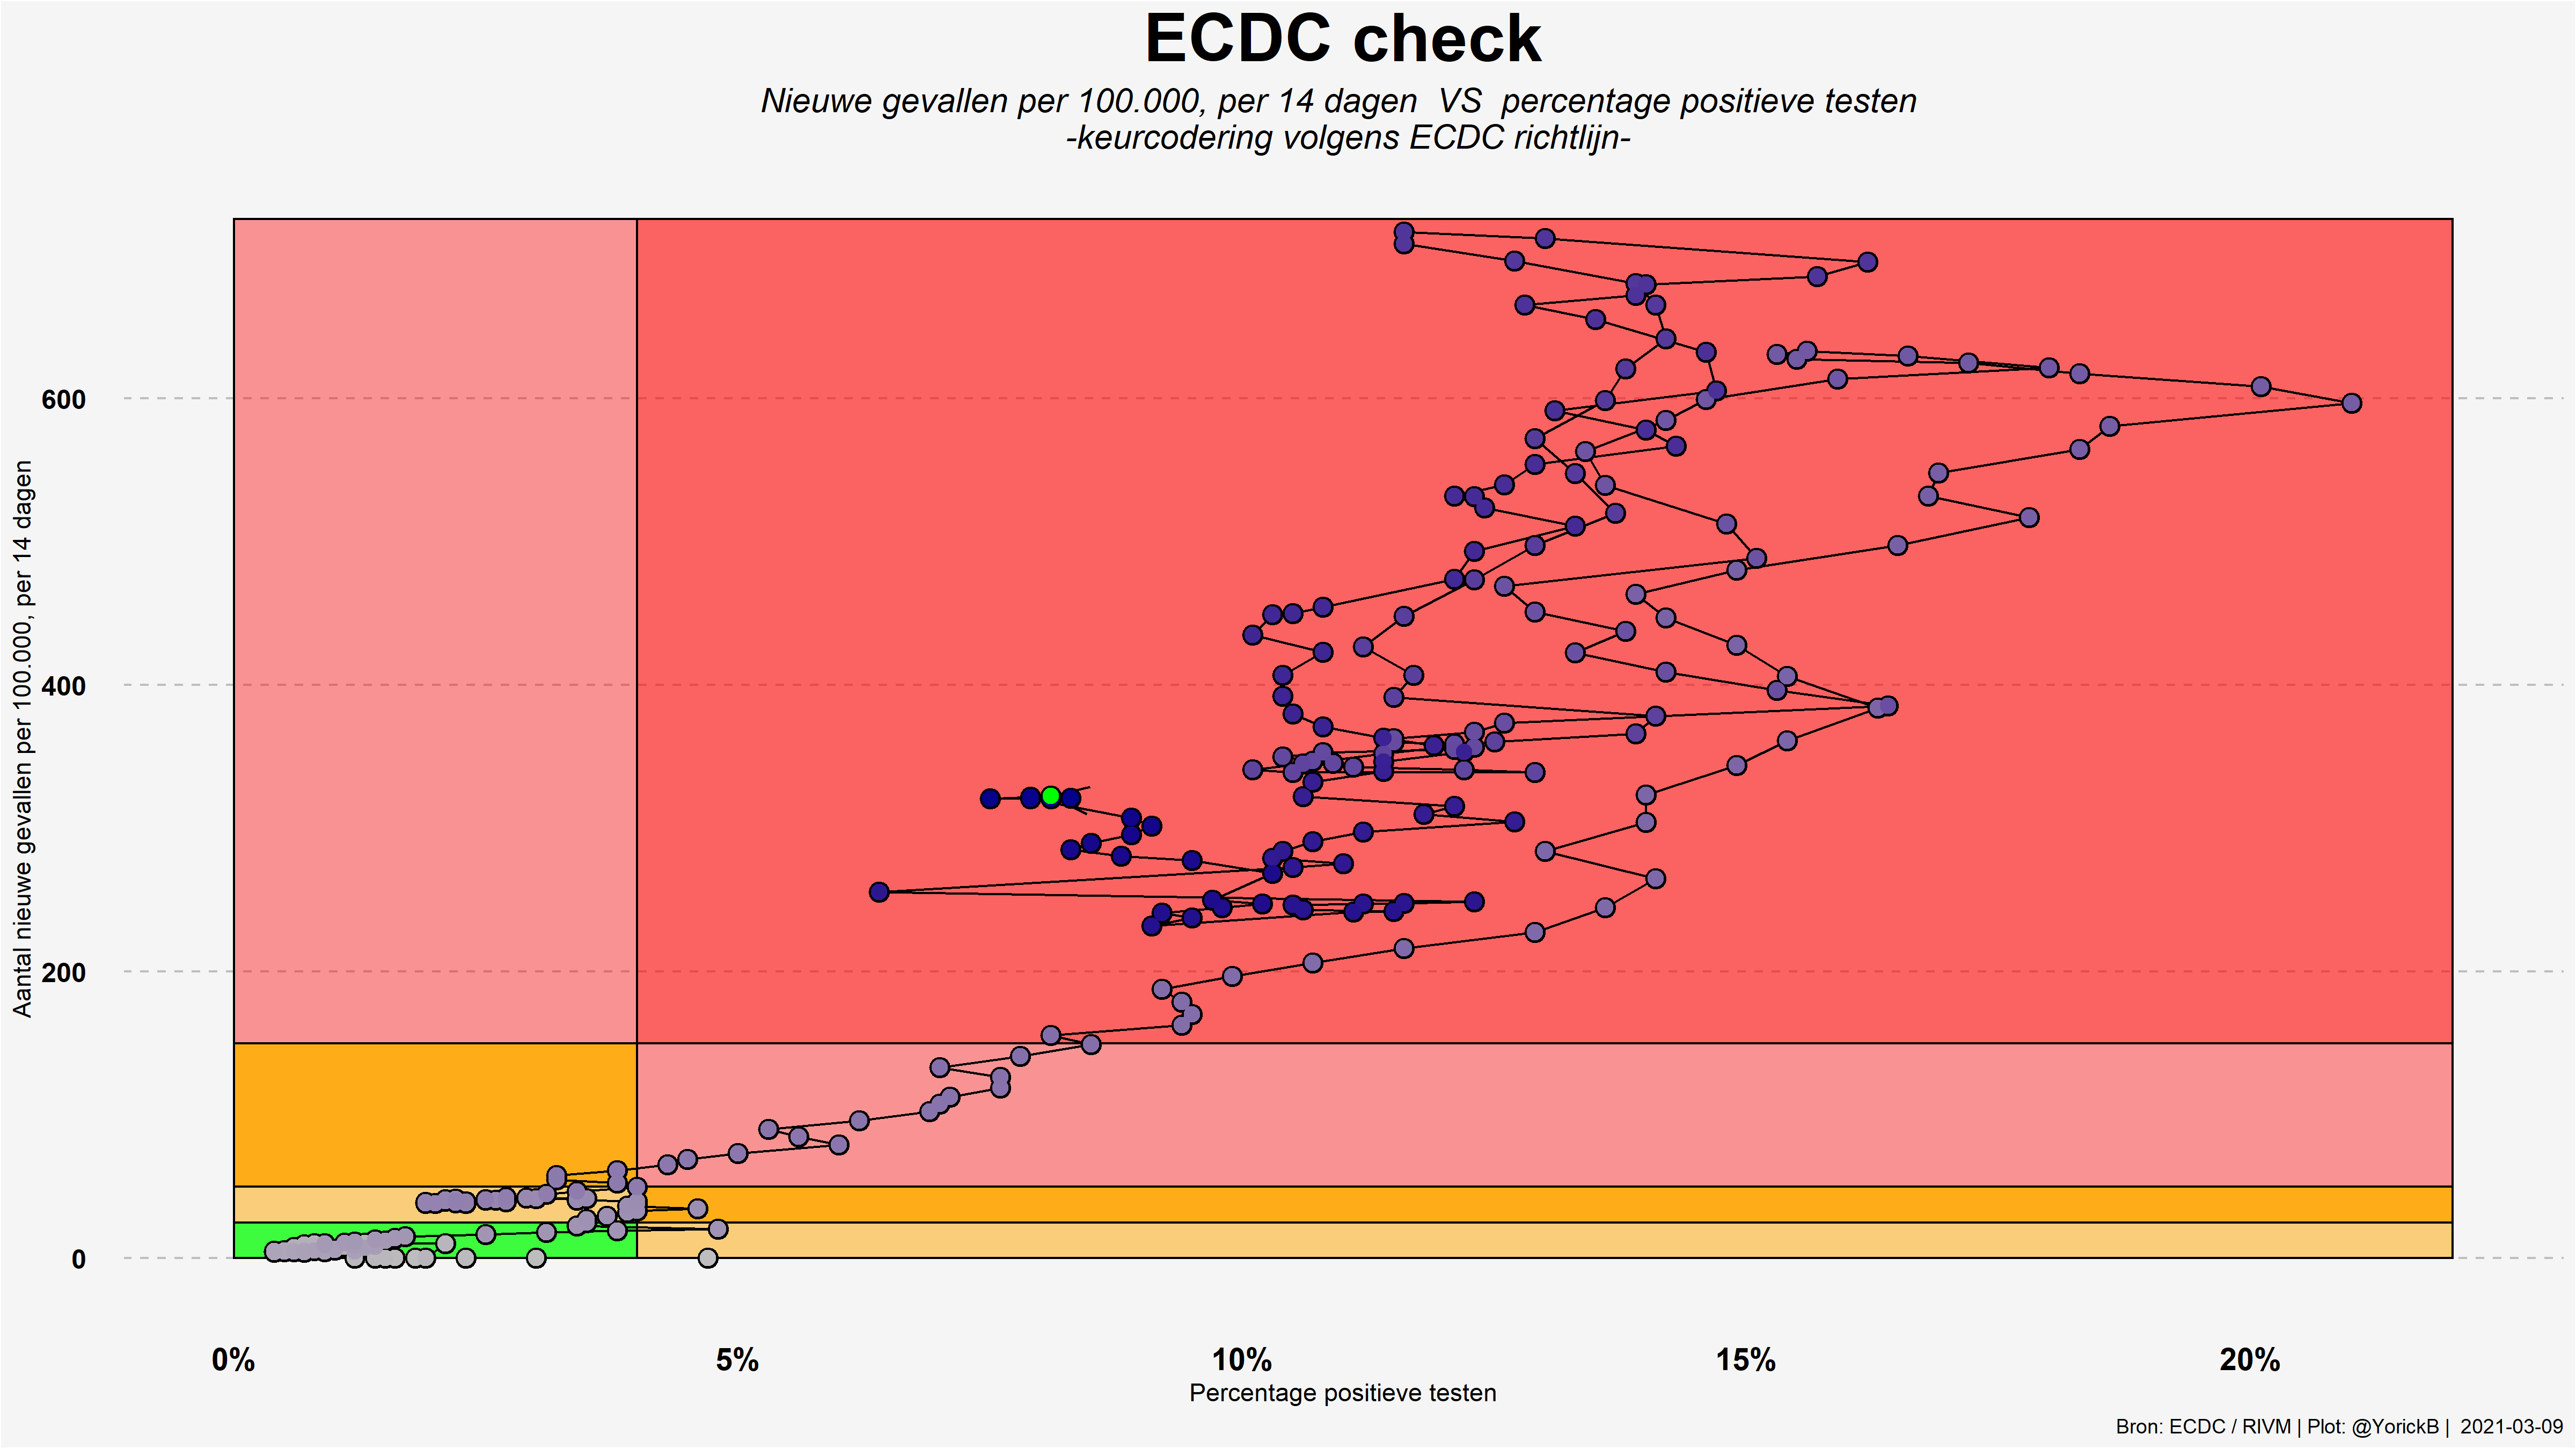 ECDC check
Nieuwe gevallen per 100.000, per 14 dagen  VS  percentage positieve testen
-keurcodering volgens ECDC richtlijn-
Aantal nieuwe gevallen per 100.000, per 14 dagen
600
400
200
0
0% 5% 10% 15% 20%
Percentage positieve testen
Bron: ECDC / RIVM | Plot: @YorickB |  2021-03-09